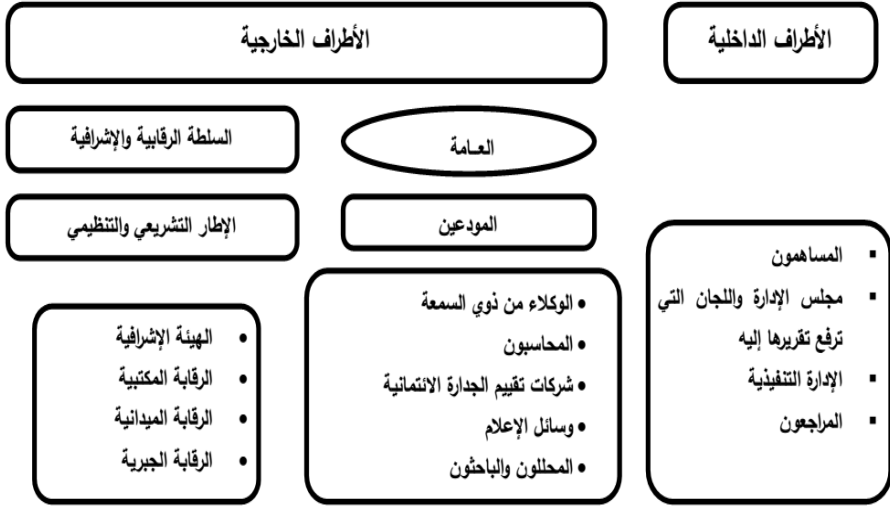 الأطراف الداخلية
الأطراف الخارجية
العـامة
السلطة الرقابية والإشرافية
المودعين
الإطار التشريعي والتنظيمي
▪ المساهمون
▪ مجلس الإدارة واللجان التي
ترفع تقريرها إليه
▪ الإدارة التنفيذية
▪ المراجعون
• الوكلاء من ذوي السمعة
• المحاسبون
• شركات تقييم الجدارة الائتمانية
• وسائل الإعلام
• المحللون والباحثون
• الهيئة الإشرافية
• الرقابة المكتبية
• الرقابة الميدانية
• الرقابة الجبرية